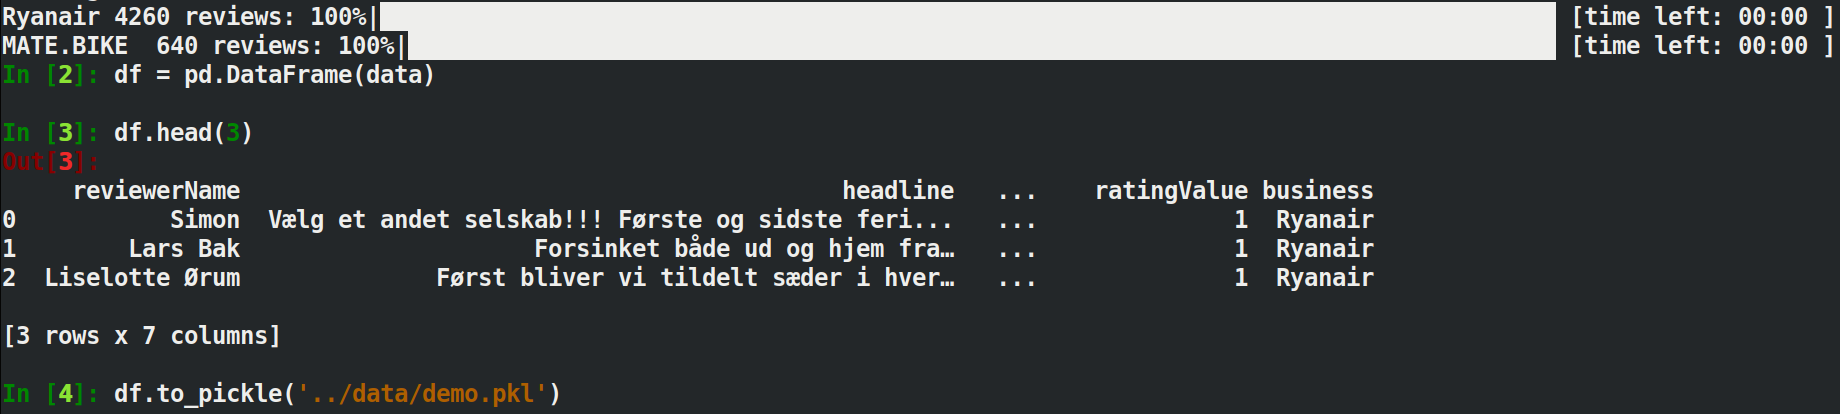 Ryanair 4260 reviews: 100%| [time left: 00:00 ]
MATE.BIKE  640 reviews: 100%| [time left: 00:00 ]
In [2]: df = pd.DataFrame(data)
In [3]: df.head(3)
Out[3]:
reviewerName headline ... ratingValue business
0 Simon Vælg et andet selskab!!! Første og sidste feri... ... 1 Ryanair
1 Lars Bak Forsinket både ud og hjem fra… ... 1 Ryanair
2 Liselotte Ørum Først bliver vi tildelt sæder i hver… ... 1 Ryanair
[3 rows x 7 columns]
In [4]: df.to_pickle('../data/demo.pkl')